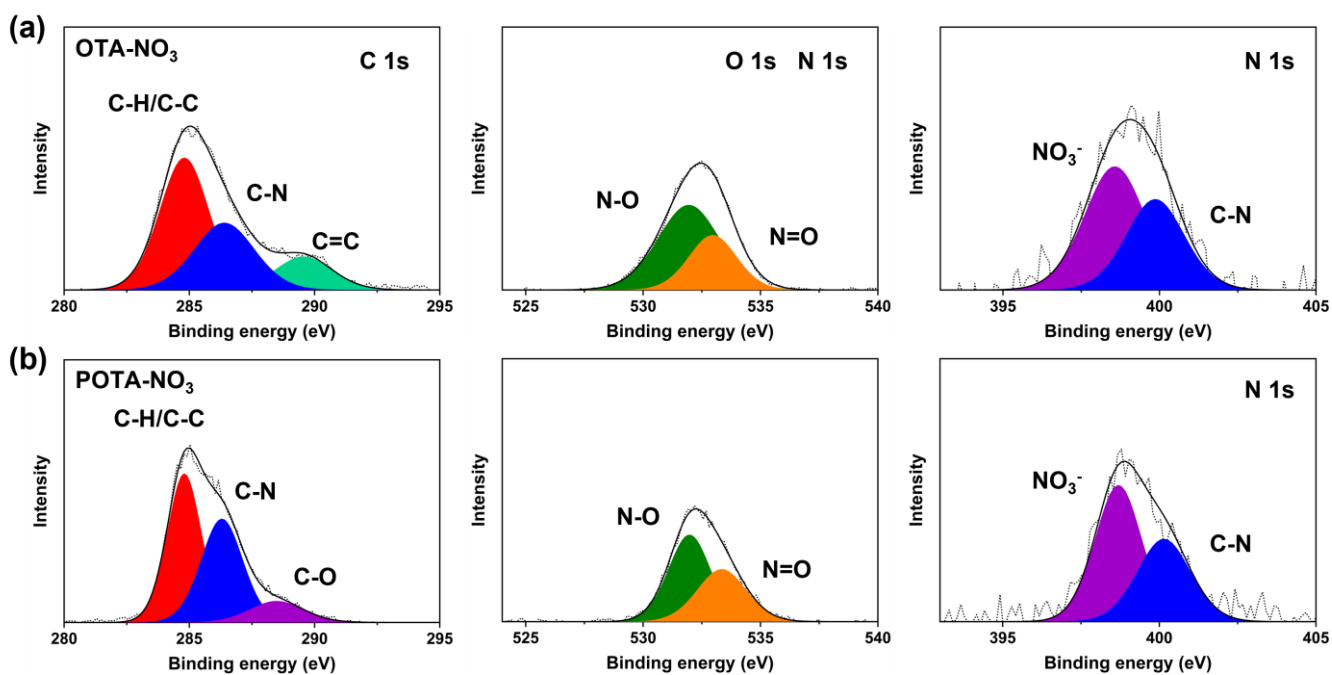 (a)
OTA-NO₃
C 1s
C-H/C-C
C-N
C=C
Intensity
280 285 290 295
Binding energy (eV)
O 1s N 1s
N-O
N=O
Intensity
525 530 535 540
Binding energy (eV)
N 1s
NO₃⁻
C-N
Intensity
395 400 405
Binding energy (eV)
(b)
POTA-NO₃
C-H/C-C
C-N
C-O
Intensity
280 285 290 295
Binding energy (eV)
N-O
N=O
Intensity
525 530 535 540
Binding energy (eV)
N 1s
NO₃⁻
C-N
Intensity
395 400 405
Binding energy (eV)